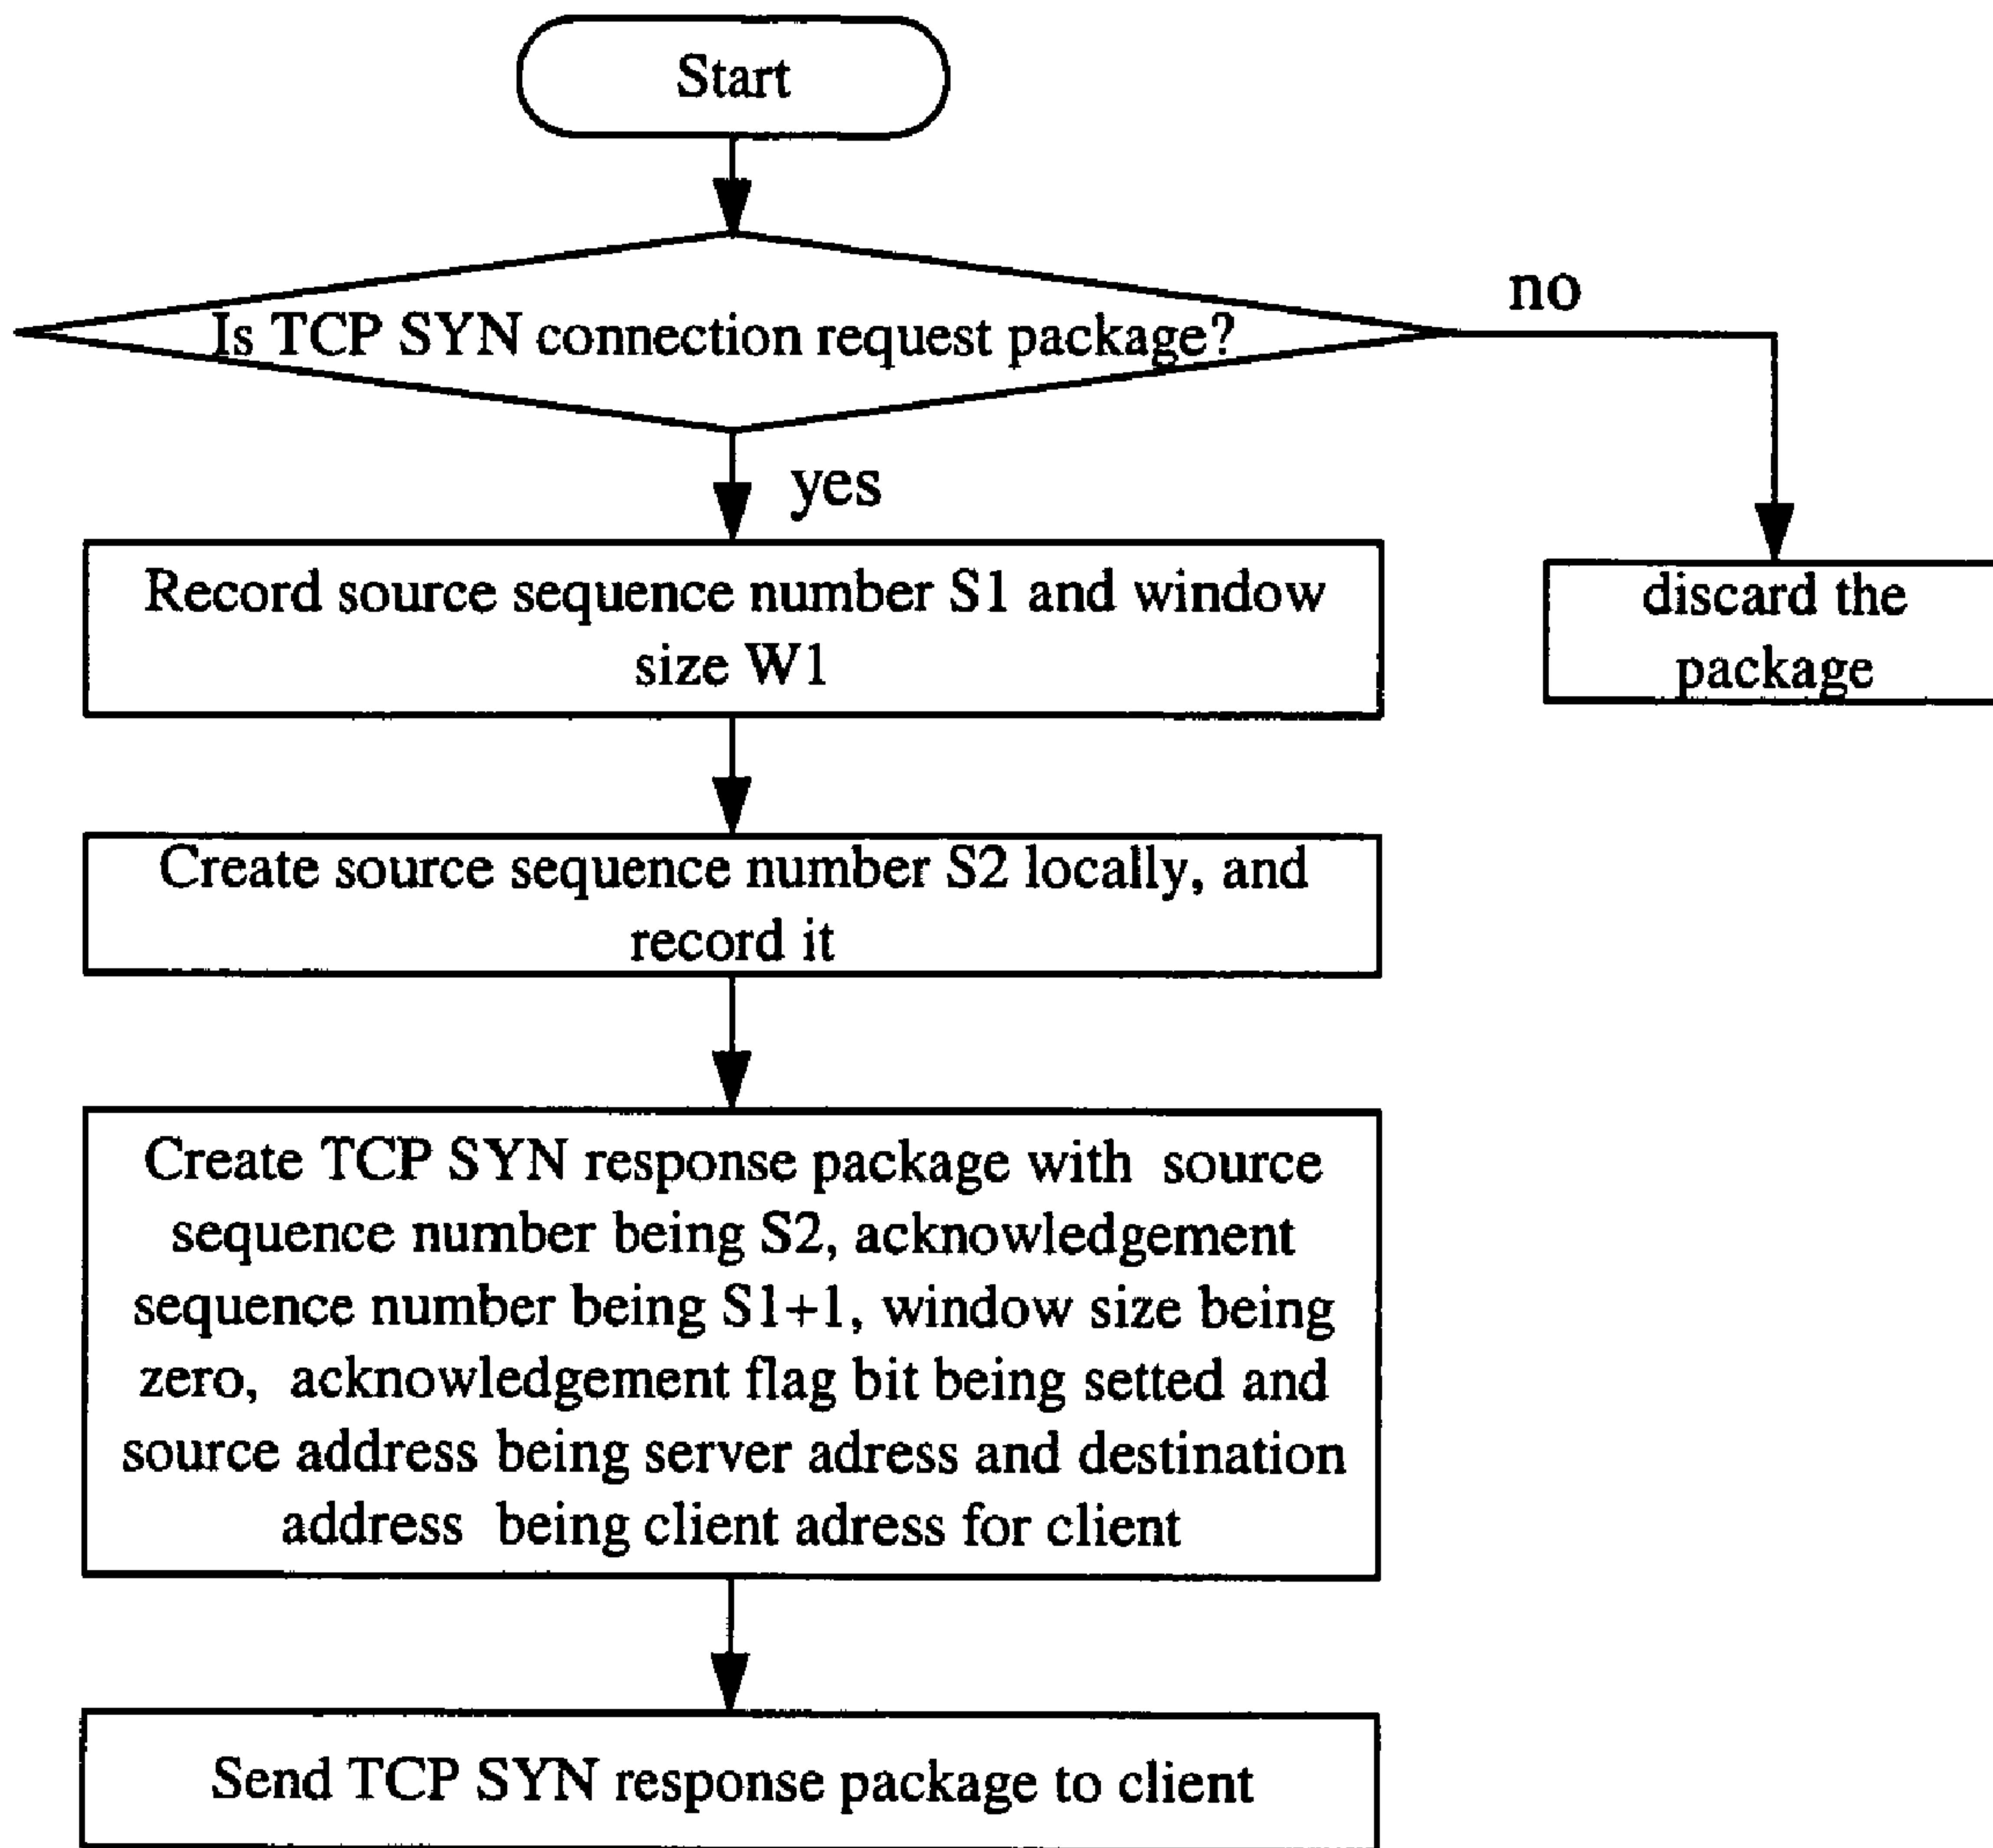 Start
Is TCP SYN connection request package?
no
yes
Record source sequence number S1 and window
size W1
discard the
package
Create source sequence number S2 locally, and
record it
Create TCP SYN response package with source
sequence number being S2, acknowledgement
sequence number being S1+1, window size being
zero, acknowledgement flag bit being setted and
source address being server adress and destination
address being client adress for client
Send TCP SYN response package to client